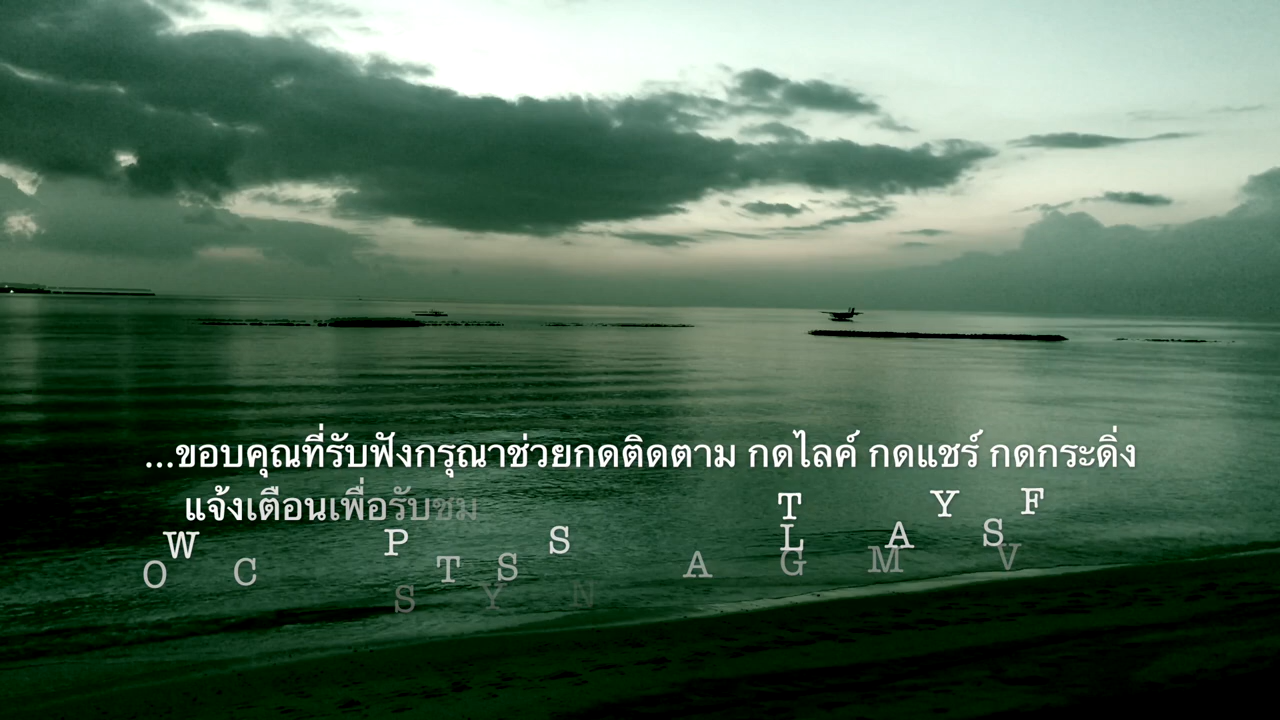 ...ขอบคุณที่รับฟังกรุณาช่วยกดติดตาม กดไลค์ กดแชร์ กดกระดิ่ง
แจ้งเตือนเพื่อรับชม
T Y F
W P S L A S
O C T S A G M V
S Y N